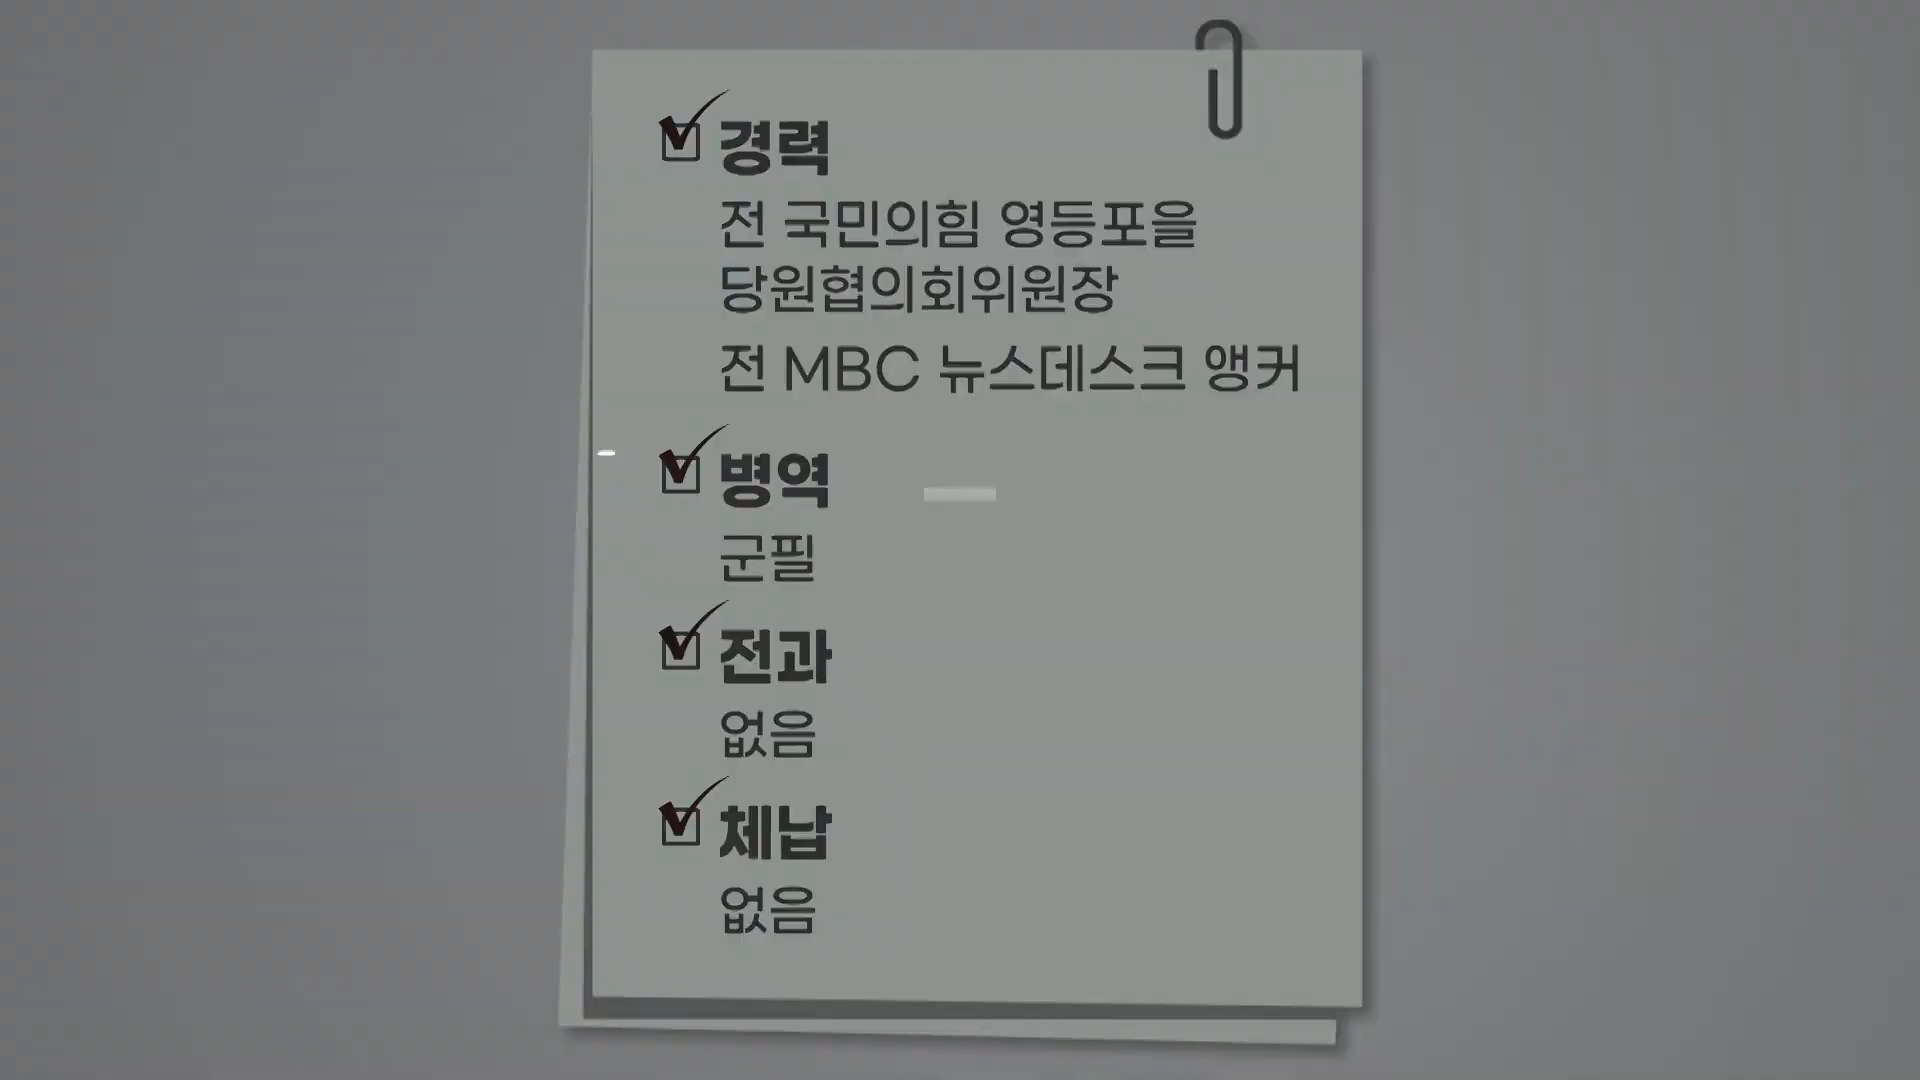 경력
전 국민의힘 영등포을
당원협의회위원장
전 MBC 뉴스데스크 앵커
병역
군필
전과
없음
체납
없음